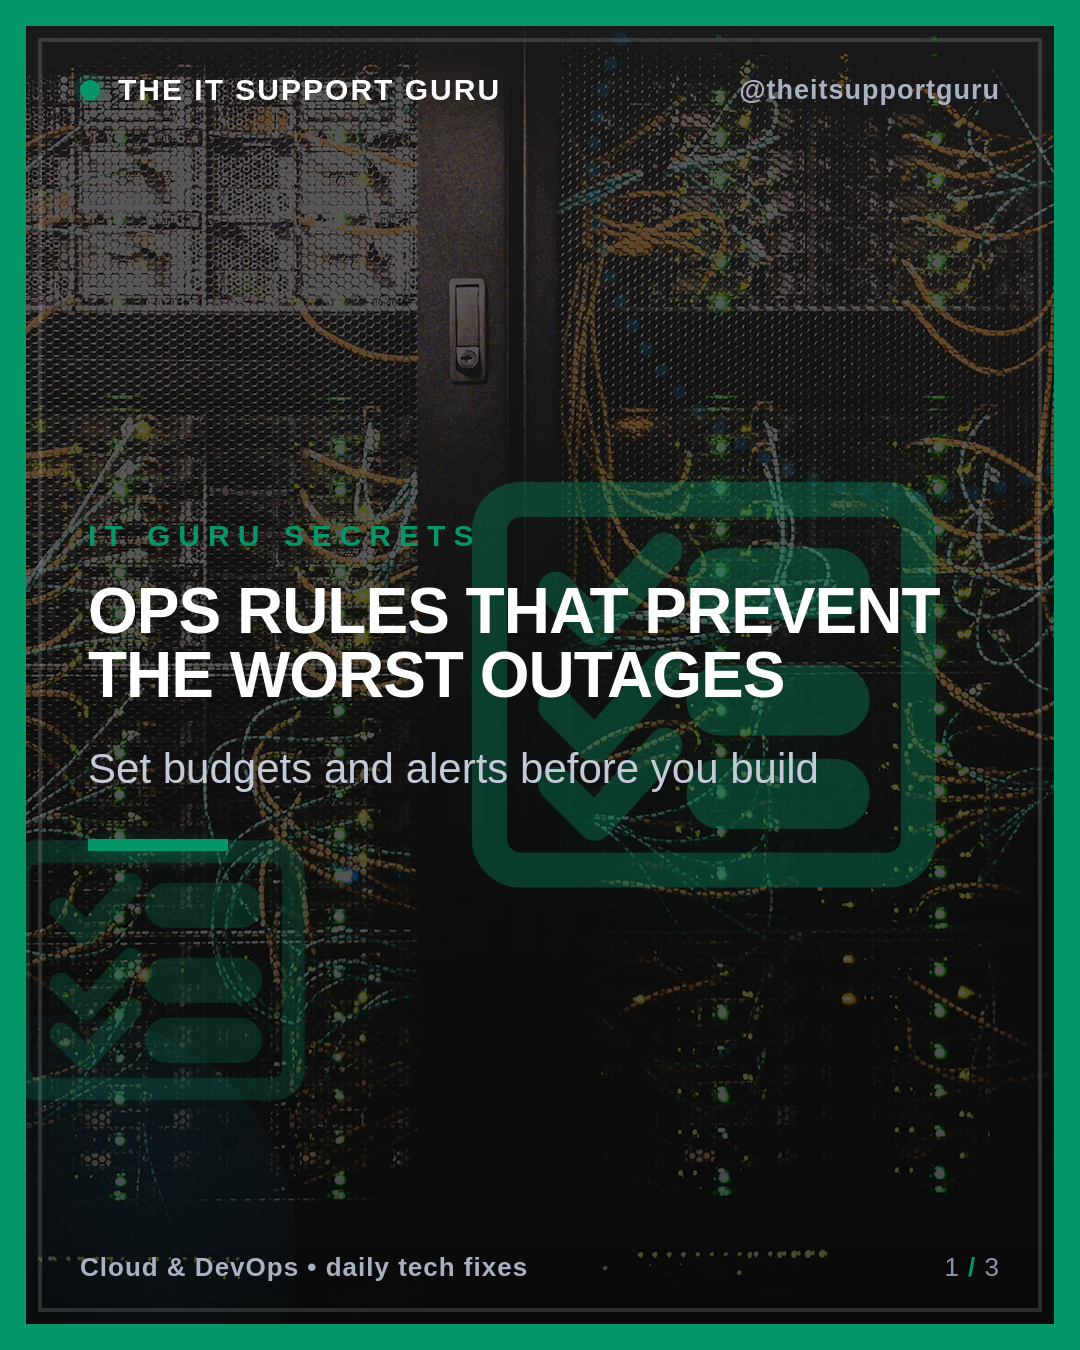 THE IT SUPPORT GURU
@theitsupportguru
IT GURU SECRETS
OPS RULES THAT PREVENT
THE WORST OUTAGES
Set budgets and alerts before you build
Cloud & DevOps • daily tech fixes
1 / 3